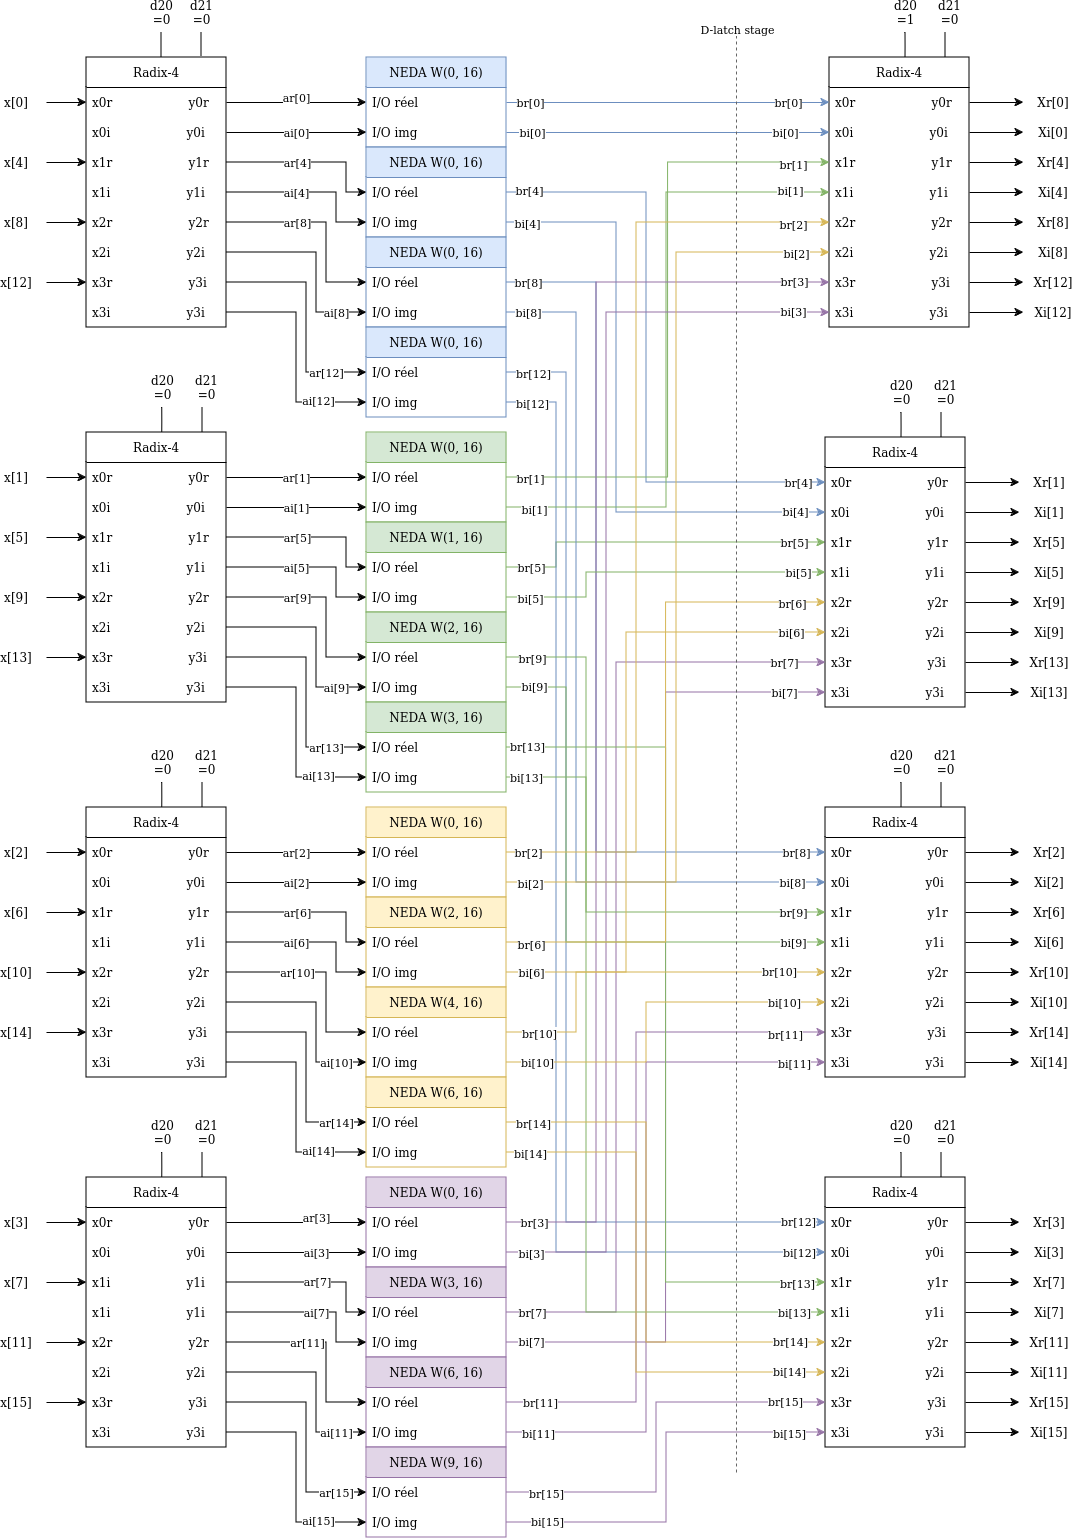 d20 d21 d20 d21
=0 =0 =1 =0
D-latch stage
Radix-4 NEDA W(0, 16) Radix-4
x[0] x0r y0r ar[0] I/O réel br[0] br[0] x0r y0r Xr[0]
x0i y0i ai[0] I/O img bi[0] bi[0] x0i y0i Xi[0]
NEDA W(0, 16)
x[4] x1r y1r ar[4] br[1] x1r y1r Xr[4]
x1i y1i ai[4] I/O réel br[4] bi[1] x1i y1i Xi[4]
x[8] x2r y2r ar[8] I/O img bi[4] br[2] x2r y2r Xr[8]
NEDA W(0, 16)
x2i y2i bi[2] x2i y2i Xi[8]
x[12] x3r y3i I/O réel br[8] br[3] x3r y3i Xr[12]
x3i y3i ai[8] I/O img bi[8] bi[3] x3i y3i Xi[12]
NEDA W(0, 16)
ar[12] I/O réel br[12]
ai[12] I/O img bi[12]
d20 d21 d20 d21
=0 =0 =0 =0
Radix-4 NEDA W(0, 16) Radix-4
x[1] x0r y0r ar[1] I/O réel br[1] br[4] x0r y0r Xr[1]
x0i y0i ai[1] I/O img bi[1] bi[4] x0i y0i Xi[1]
NEDA W(1, 16)
x[5] x1r y1r ar[5] br[5] x1r y1r Xr[5]
x1i y1i ai[5] I/O réel br[5] bi[5] x1i y1i Xi[5]
x[9] x2r y2r ar[9] I/O img bi[5] br[6] x2r y2r Xr[9]
NEDA W(2, 16)
x2i y2i bi[6] x2i y2i Xi[9]
x[13] x3r y3i I/O réel br[9] br[7] x3r y3i Xr[13]
x3i y3i ai[9] I/O img bi[9] bi[7] x3i y3i Xi[13]
NEDA W(3, 16)
ar[13] I/O réel br[13]
ai[13] I/O img bi[13]
d20 d21 d20 d21
=0 =0 =0 =0
Radix-4 NEDA W(0, 16) Radix-4
x[2] x0r y0r ar[2] I/O réel br[2] br[8] x0r y0r Xr[2]
x0i y0i ai[2] I/O img bi[2] bi[8] x0i y0i Xi[2]
NEDA W(2, 16)
x[6] x1r y1r ar[6] br[9] x1r y1r Xr[6]
x1i y1i ai[6] I/O réel br[6] bi[9] x1i y1i Xi[6]
x[10] x2r y2r ar[10] I/O img bi[6] br[10] x2r y2r Xr[10]
NEDA W(4, 16)
x2i y2i bi[10] x2i y2i Xi[10]
x[14] x3r y3i I/O réel br[10] br[11] x3r y3i Xr[14]
x3i y3i ai[10] I/O img bi[10] bi[11] x3i y3i Xi[14]
NEDA W(6, 16)
ar[14] I/O réel br[14]
ai[14] I/O img bi[14]
d20 d21 d20 d21
=0 =0 =0 =0
Radix-4 NEDA W(0, 16) Radix-4
x[3] x0r y0r ar[3] I/O réel br[3] br[12] x0r y0r Xr[3]
x0i y0i ai[3] I/O img bi[3] bi[12] x0i y0i Xi[3]
NEDA W(3, 16)
x[7] x1i y1i ar[7] br[13] x1r y1r Xr[7]
x1i y1i ai[7] I/O réel br[7] bi[13] x1i y1i Xi[7]
x[11] x2r y2r ar[11] I/O img bi[7] br[14] x2r y2r Xr[11]
NEDA W(6, 16)
x2i y2i bi[14] x2i y2i Xi[11]
x[15] x3r y3i I/O réel br[11] br[15] x3r y3i Xr[15]
x3i y3i ai[11] I/O img bi[11] bi[15] x3i y3i Xi[15]
NEDA W(9, 16)
ar[15] I/O réel br[15]
ai[15] I/O img bi[15]